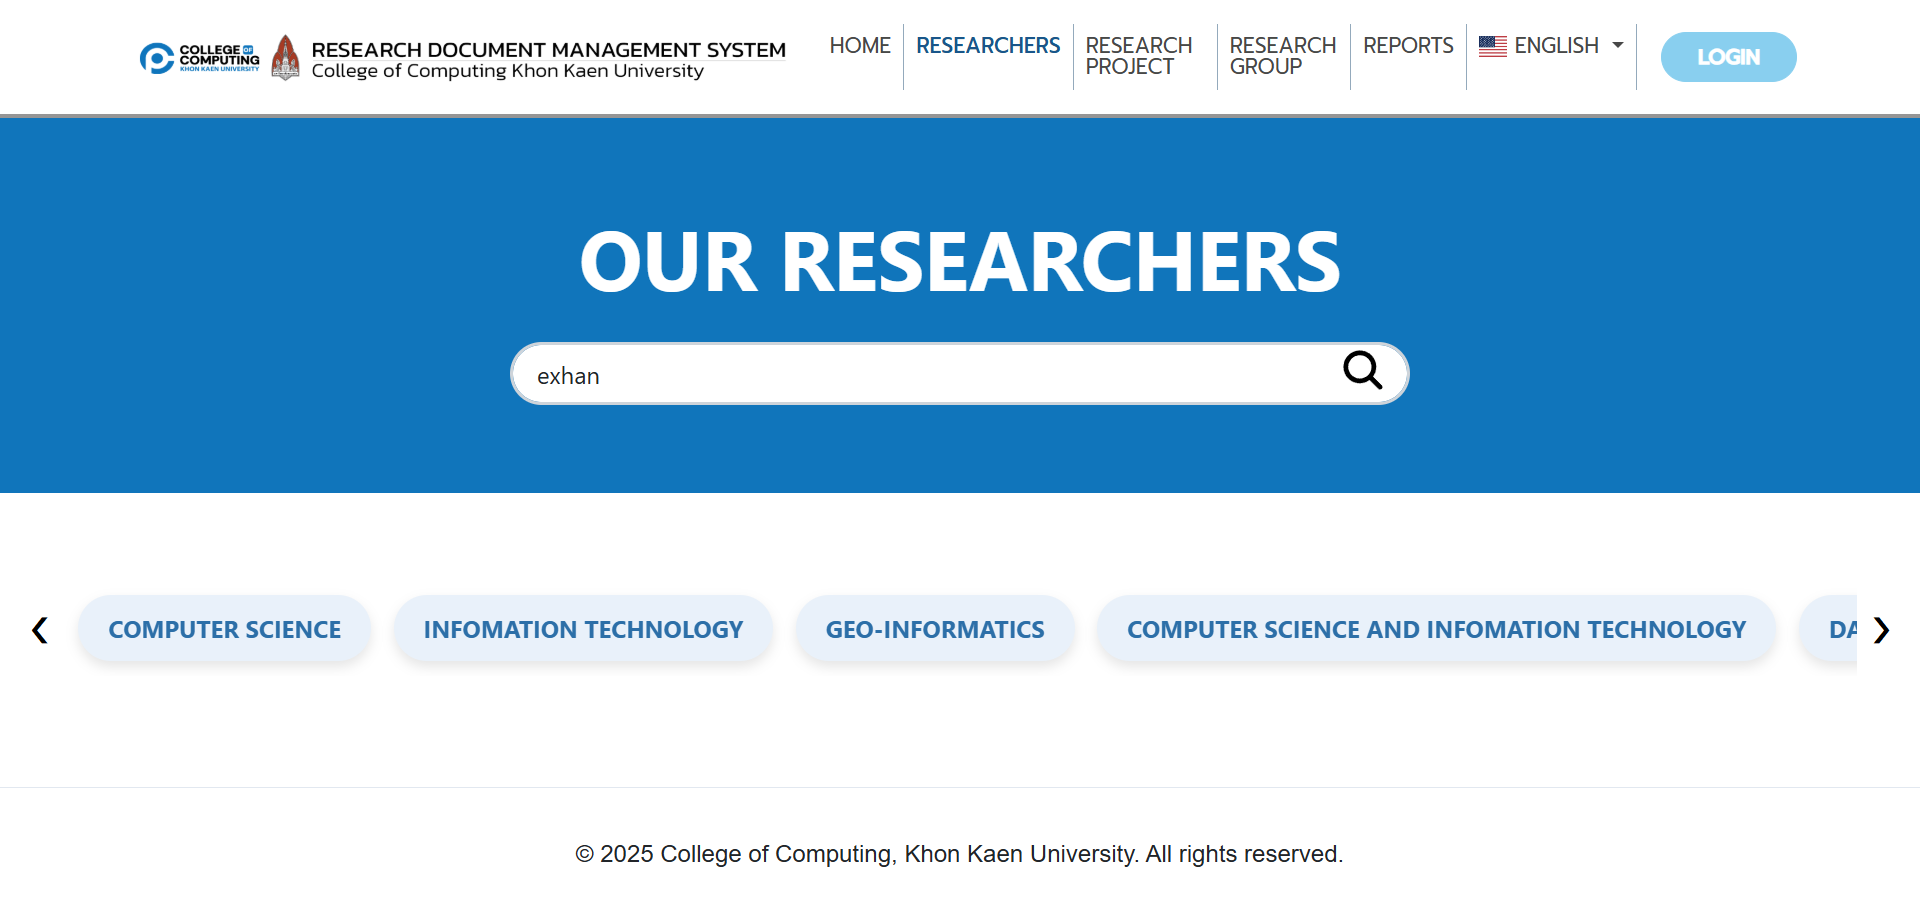 COLLEGE OF
COMPUTING
KHON KAEN UNIVERSITY
RESEARCH DOCUMENT MANAGEMENT SYSTEM
College of Computing Khon Kaen University
HOME
RESEARCHERS
RESEARCH
PROJECT
RESEARCH
GROUP
REPORTS
ENGLISH
LOGIN
OUR RESEARCHERS
exhan
COMPUTER SCIENCE
INFOMATION TECHNOLOGY
GEO-INFORMATICS
COMPUTER SCIENCE AND INFOMATION TECHNOLOGY
DA
© 2025 College of Computing, Khon Kaen University. All rights reserved.